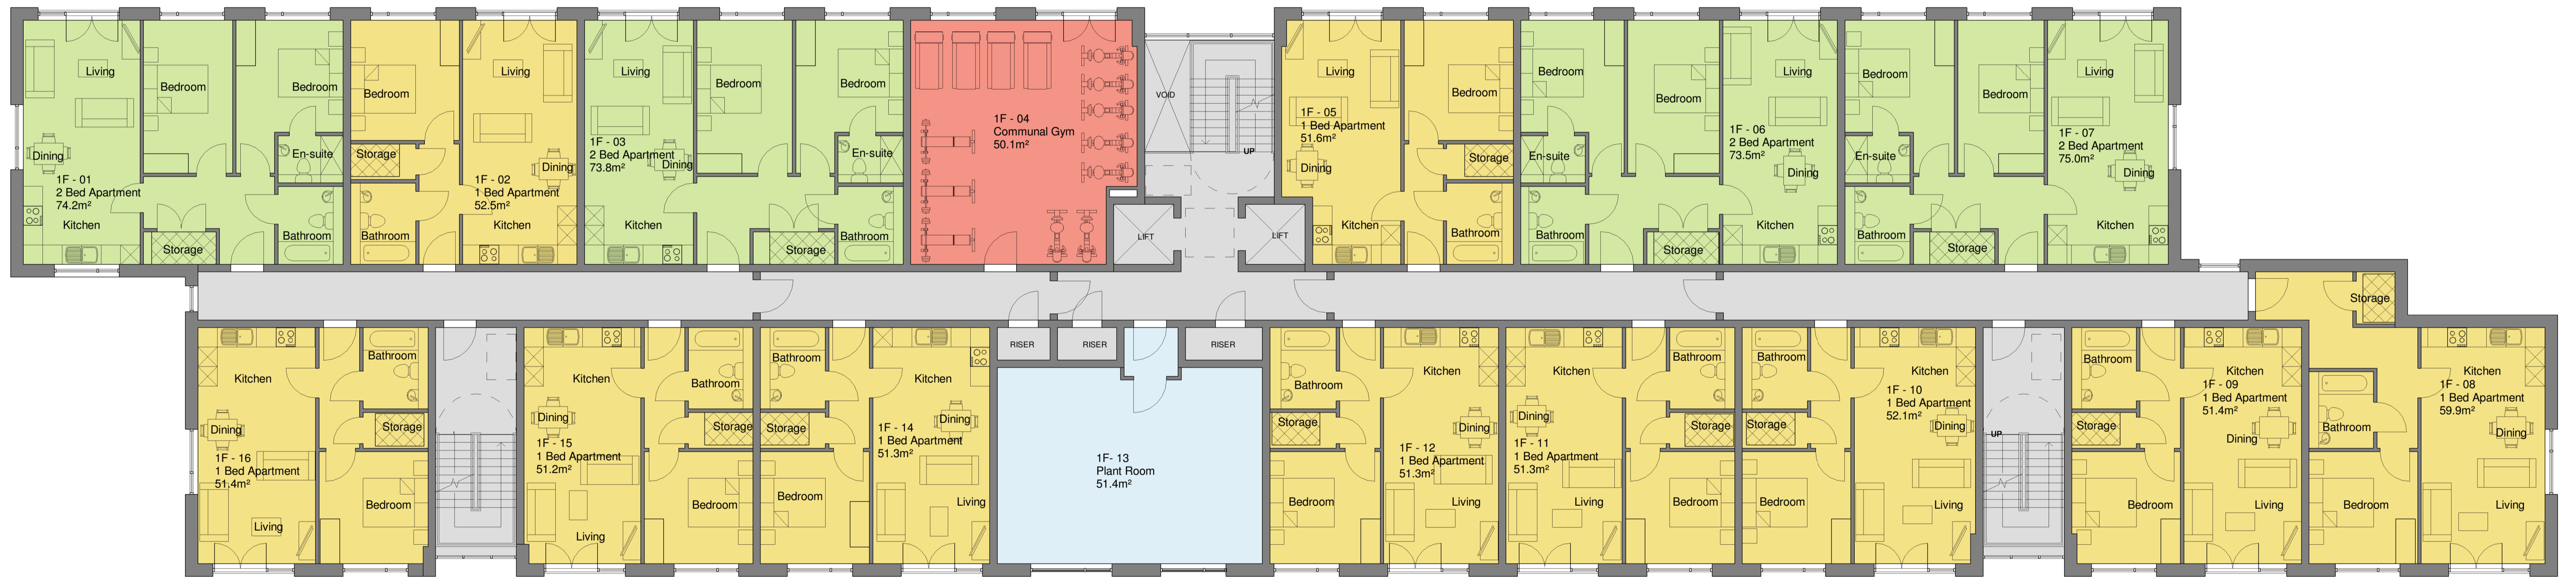 Living
Bedroom
Bedroom
Dining
En-suite
1F - 01
2 Bed Apartment
74.2m²
Kitchen
Storage
Bathroom
Bedroom
Living
Storage
Dining
1F - 02
1 Bed Apartment
52.5m²
Bathroom
Kitchen
Living
Bedroom
Bedroom
1F - 03
2 Bed Apartment
73.8m²
Dining
En-suite
Kitchen
Storage
Bathroom
1F - 04
Communal Gym
50.1m²
VOID
UP
LIFT
LIFT
Living
Bedroom
1F - 05
1 Bed Apartment
51.6m²
Dining
Storage
Kitchen
Bathroom
Bedroom
Bedroom
Living
1F - 06
2 Bed Apartment
73.5m²
En-suite
Dining
Kitchen
Bathroom
Storage
Bedroom
Bedroom
Living
1F - 07
2 Bed Apartment
75.0m²
En-suite
Dining
Kitchen
Bathroom
Storage
Storage
Kitchen
Bathroom
Dining
Storage
1F - 16
1 Bed Apartment
51.4m²
Bedroom
Living
Kitchen
Bathroom
Dining
Storage
1F - 15
1 Bed Apartment
51.2m²
Bedroom
Living
Bathroom
Kitchen
Storage
Dining
1F - 14
1 Bed Apartment
51.3m²
Bedroom
Living
RISER
RISER
RISER
1F- 13
Plant Room
51.4m²
Bathroom
Kitchen
Storage
Dining
1F - 12
1 Bed Apartment
51.3m²
Bedroom
Living
Kitchen
Bathroom
Dining
Storage
1F - 11
1 Bed Apartment
51.3m²
Living
Bedroom
Bathroom
Kitchen
1F - 10
1 Bed Apartment
52.1m²
Storage
Dining
Bedroom
Living
UP
Bathroom
Kitchen
1F - 09
1 Bed Apartment
51.4m²
Storage
Dining
Bedroom
Living
Kitchen
1F - 08
1 Bed Apartment
59.9m²
Bathroom
Dining
Bedroom
Living